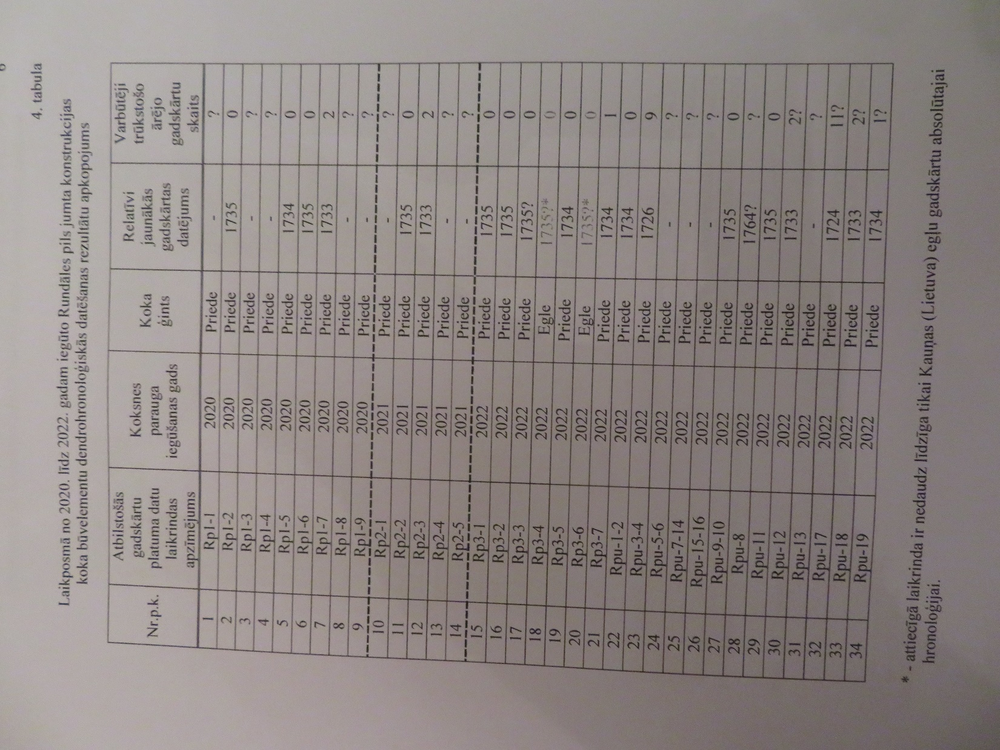 6
4. tabula
Laikposmā no 2020. līdz 2022. gadam iegūto Rundāles pils jumta konstrukcijas
koka būvelementu dendrohronoloģiskās datēšanas rezultātu apkopojums
Nr.p.k.
Atbilstošās
gadskārtu
platuma datu
laikrindas
apzīmējums
Koksnes
parauga
iegūšanas gads
Koka
ģints
Relatīvi
jaunākās
gadskārtas
datējums
Varbūtēji
trūkstošo
ārējo
gadskārtu
skaits
1 Rp1-1 2020 Priede - ?
2 Rp1-2 2020 Priede 1735 0
3 Rp1-3 2020 Priede - ?
4 Rp1-4 2020 Priede - ?
5 Rp1-5 2020 Priede 1734 0
6 Rp1-6 2020 Priede 1735 0
7 Rp1-7 2020 Priede 1733 2
8 Rp1-8 2020 Priede - ?
9 Rp1-9 2020 Priede - ?
10 Rp2-1 2021 Priede - ?
11 Rp2-2 2021 Priede 1735 0
12 Rp2-3 2021 Priede 1733 2
13 Rp2-4 2021 Priede - ?
14 Rp2-5 2021 Priede - ?
15 Rp3-1 2022 Priede 1735 0
16 Rp3-2 2022 Priede 1735 0
17 Rp3-3 2022 Priede 1735? 0
18 Rp3-4 2022 Egle 1735?* 0
19 Rp3-5 2022 Priede 1734 0
20 Rp3-6 2022 Egle 1735?* 0
21 Rp3-7 2022 Priede 1734 1
22 Rpu-1-2 2022 Priede 1734 0
23 Rpu-3-4 2022 Priede 1726 9
24 Rpu-5-6 2022 Priede - ?
25 Rpu-7-14 2022 Priede - ?
26 Rpu-15-16 2022 Priede - ?
27 Rpu-9-10 2022 Priede 1735 0
28 Rpu-8 2022 Priede 1764? ?
29 Rpu-11 2022 Priede 1735 0
30 Rpu-12 2022 Priede 1733 2?
31 Rpu-13 2022 Priede - ?
32 Rpu-17 2022 Priede 1724 11?
33 Rpu-18 2022 Priede 1733 2?
34 Rpu-19 2022 Priede 1734 1?
* - attiecīgā laikrinda ir nedaudz līdzīga tikai Kauņas (Lietuva) egļu gadskārtu absolūtajai
hronoloģijai.